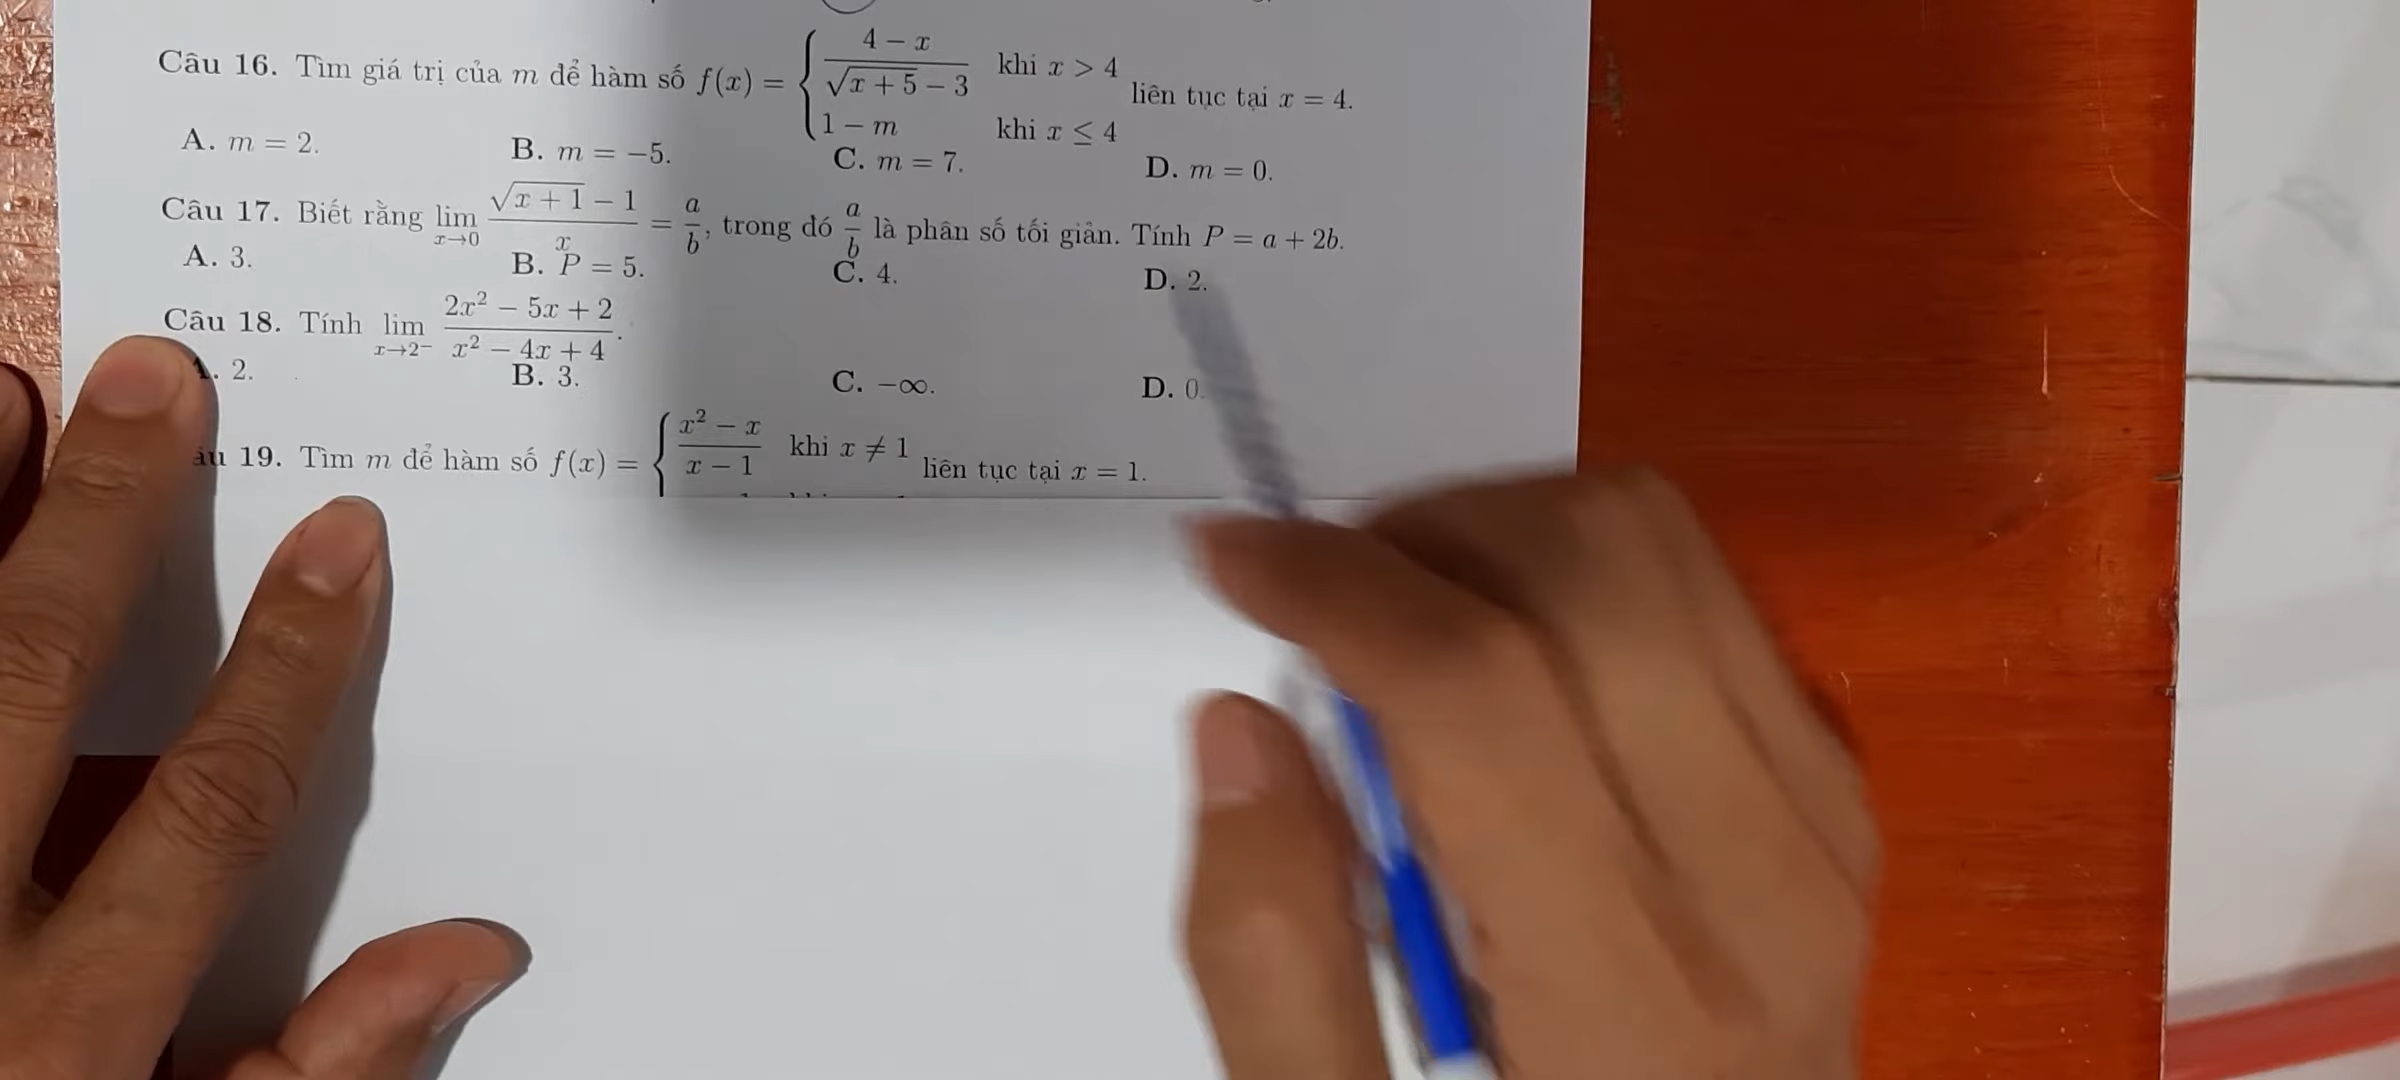 Câu 16. Tìm giá trị của m để hàm số f(x) = { (4 − x)/(√(x + 5) − 3) khi x > 4; 1 − m khi x ≤ 4 liên tục tại x = 4.
A. m = 2. B. m = −5. C. m = 7. D. m = 0.
Câu 17. Biết rằng lim x→0 (√(x + 1) − 1)/x = a/b, trong đó a/b là phân số tối giản. Tính P = a + 2b.
A. 3. B. P = 5. C. 4. D. 2.
Câu 18. Tính lim x→2⁻ (2x² − 5x + 2)/(x² − 4x + 4).
. 2. B. 3. C. −∞. D. 0.
19. Tìm m để hàm số f(x) = { (x² − x)/(x − 1) khi x ≠ 1 liên tục tại x = 1.